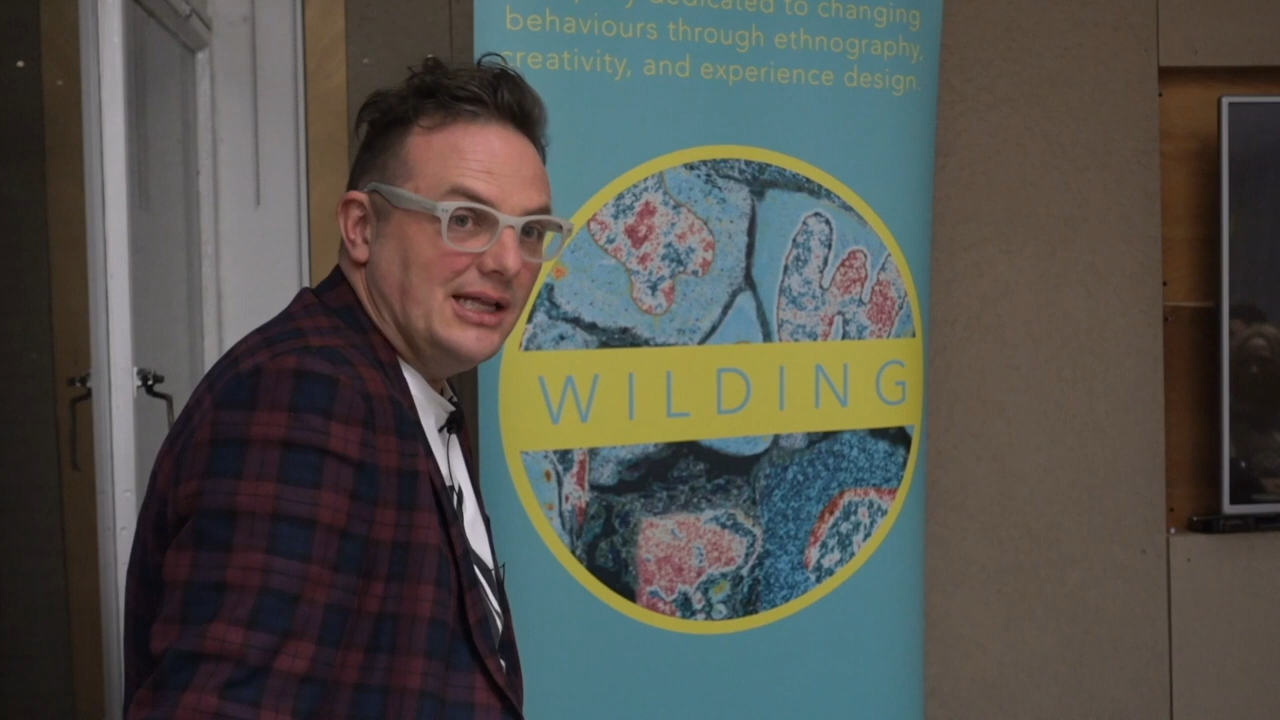 dedicated to changing
behaviours through ethnography,
creativity, and experience design.
WILDING